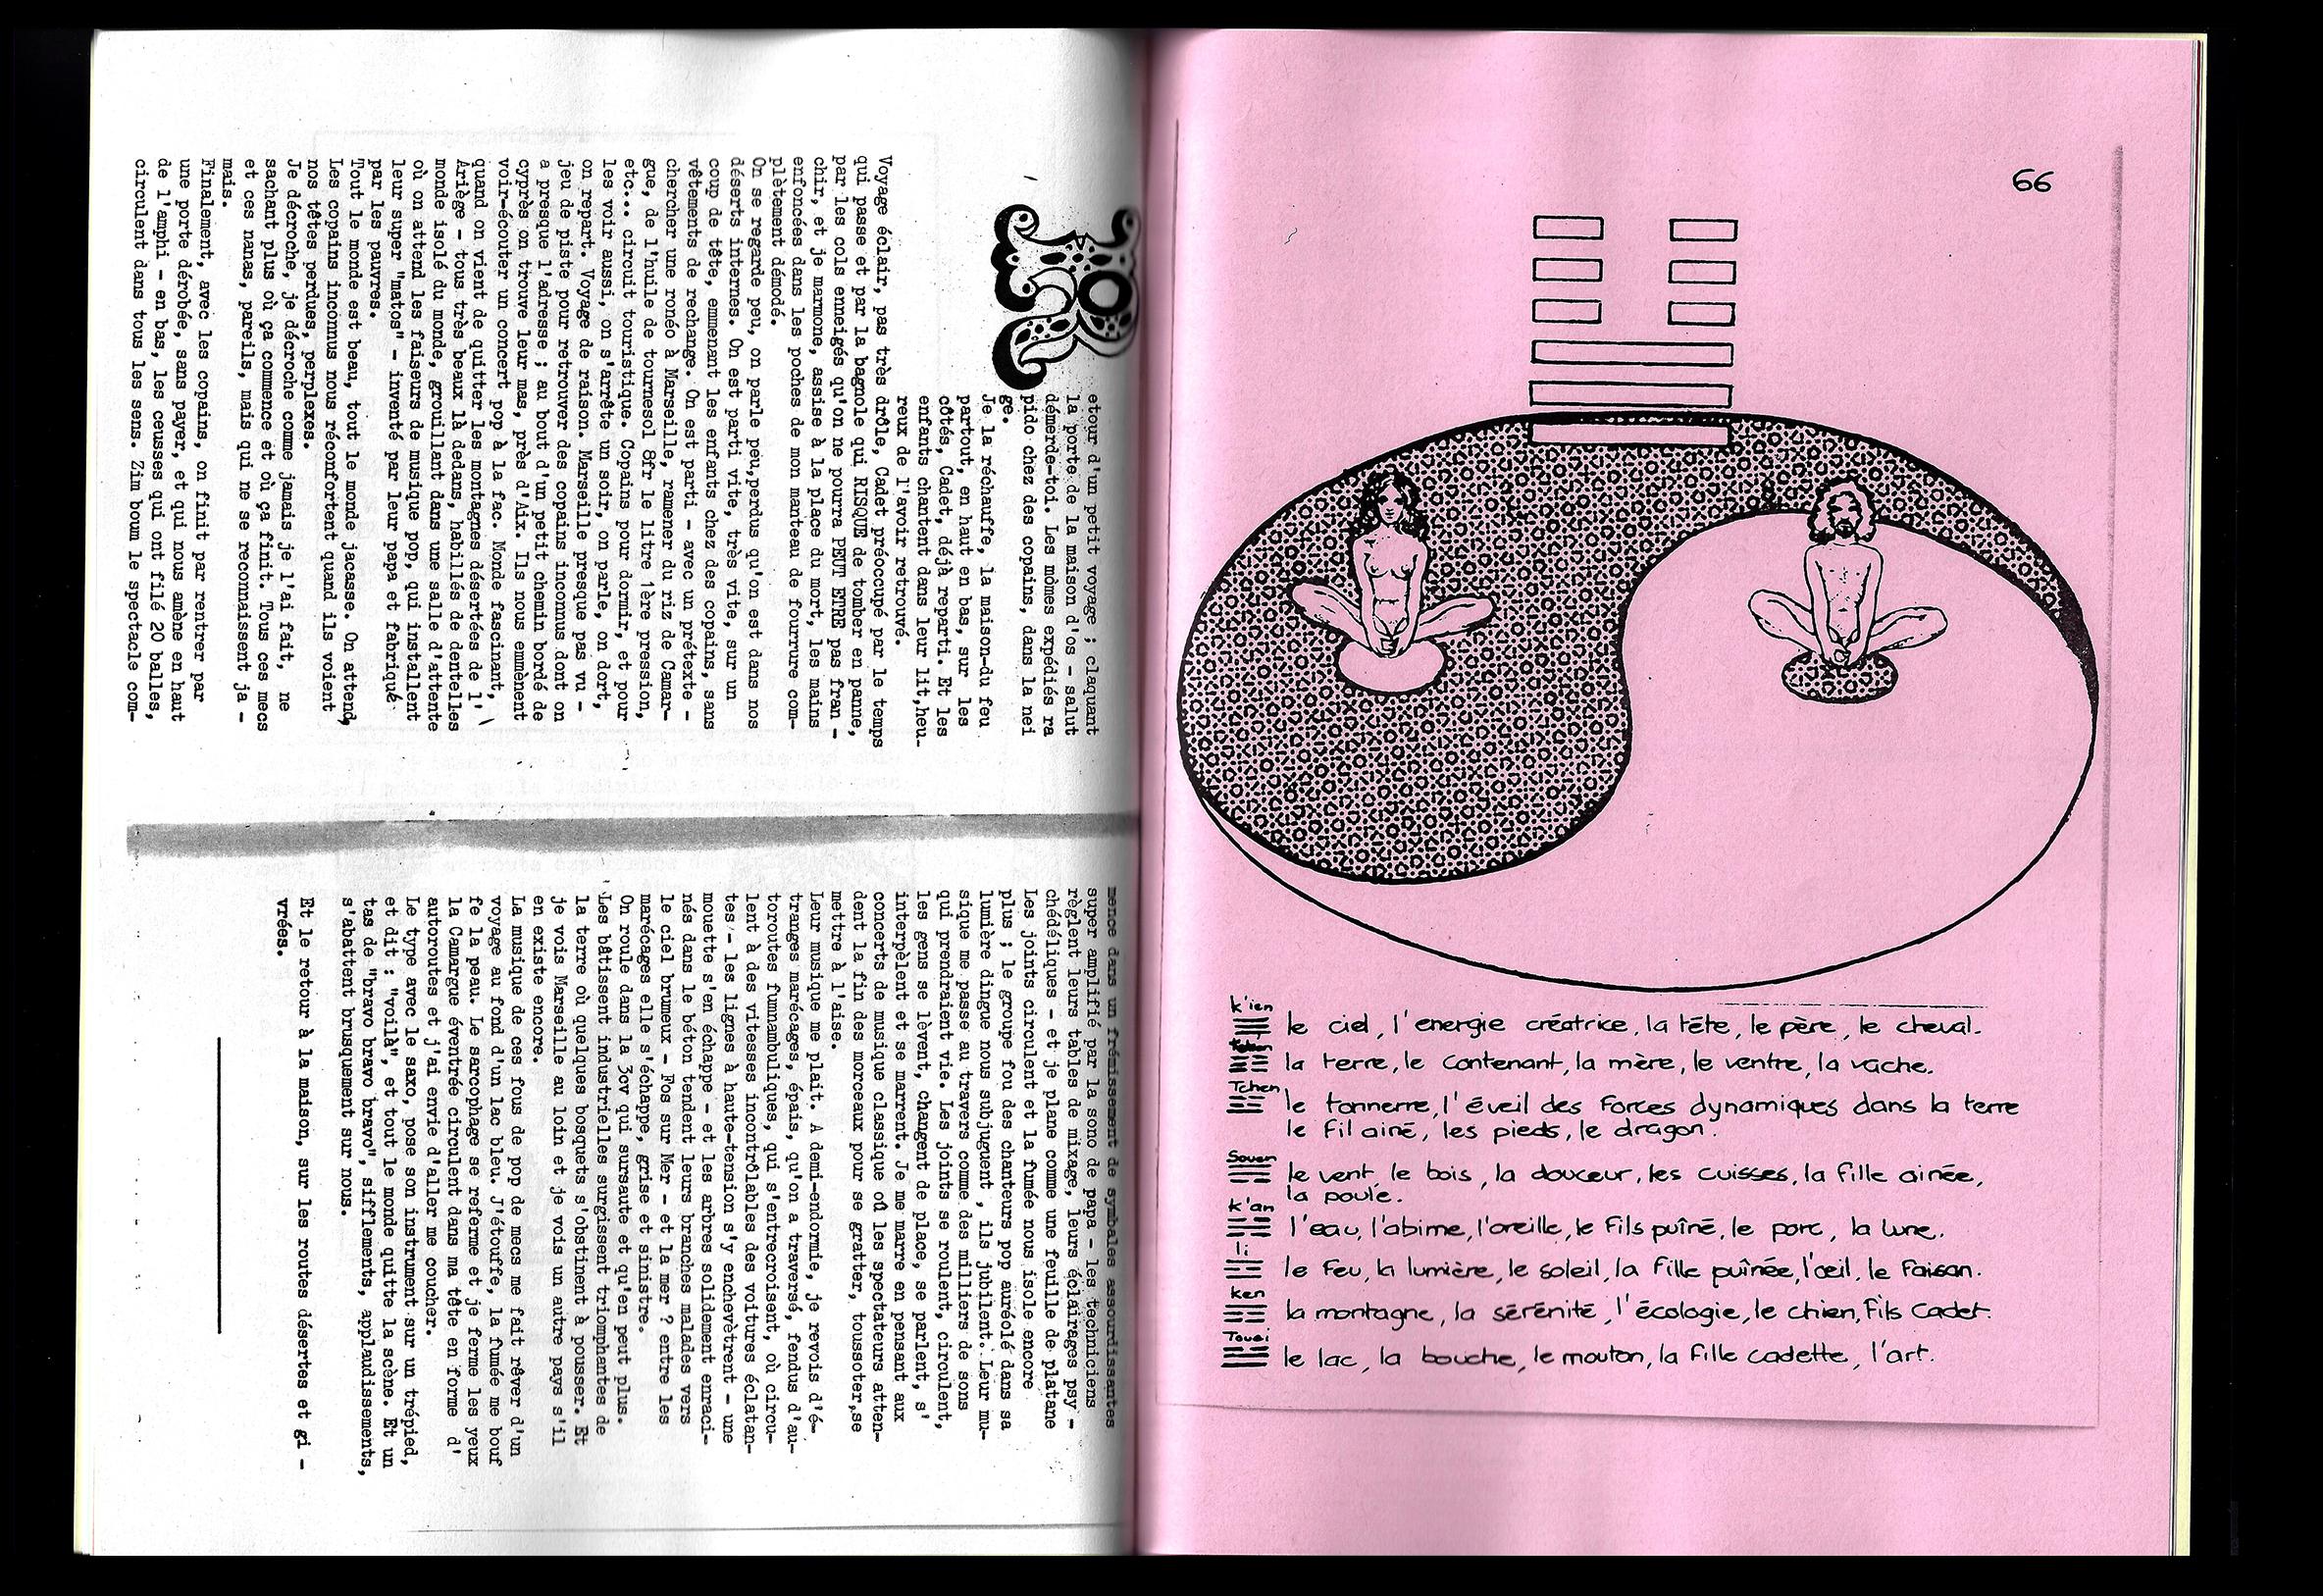 etour d'un petit voyage ; claquant
la porte de la maison d'os - salut
démerde-toi. Les mômes expédiés ra
pido chez des copains, dans la nei
ge.
Je la réchauffe, la maison-du feu
partout, en haut en bas, sur les
côtés, Cadet, déjà reparti. Et les
enfants chantent dans leur lit,heu-
reux de l'avoir retrouvé.
Voyage éclair, pas très drôle, Cadet préoccupé par le temps
qui passe et par la bagnole qui RISQUE de tomber en panne,
par les cols enneigés qu'on ne pourra PEUT ETRE pas fran -
chir, et je marmone, assise à la place du mort, les mains
enfoncées dans les poches de mon manteau de fourrure com-
plètement démodé.
On se regarde peu, on parle peu,perdus qu'on est dans nos
déserts internes. On est parti vite, très vite, sur un
coup de tête, emmenant les enfants chez des copains, sans
vêtements de rechange. On est parti - avec un prétexte -
chercher une ronéo à Marseille, ramener du riz de Camar-
gue, de l'huile de tournesol 8fr le litre 1ère pression,
etc... circuit touristique. Copains pour dormir, et pour
les voir aussi, on s'arrête un soir, on parle, on dort,
on repart. Voyage de raison. Marseille presque pas vu -
jeu de piste pour retrouver des copains inconnus dont on
a presque l'adresse ; au bout d'un petit chemin bordé de
cyprès on trouve leur mas, près d'Aix. Ils nous emmènent
voir-écouter un concert pop à la fac. Monde fascinant,
quand on vient de quitter les montagnes désertées de l'
Ariège - tous très beaux là dedans, habillés de dentelles
monde isolé du monde, grouillant dans une salle d'attente
où on attend les faiseurs de musique pop, qui installent
leur super "matos" - inventé par leur papa et fabriqué
par les pauvres.
Tout le monde est beau, tout le monde jacasse. On attend,
Les copains inconnus nous réconfortent quand ils voient
nos têtes perdues, perplexes.
Je décroche, je décroche comme jamais je l'ai fait, ne
sachant plus où ça commence et où ça finit. Tous ces mecs
et ces nanas, pareils, mais qui ne se reconnaissent ja -
mais.
Finalement, avec les copains, on finit par rentrer par
une porte dérobée, sans payer, et qui nous amène en haut
de l'amphi - en bas, les ceusses qui ont filé 20 balles,
circulent dans tous les sens. Zim boum le spectacle com-
mence dans un frémissement de symbales assourdissantes
super amplifié par la sono de papa - les techniciens
règlent leurs tables de mixage, leurs éclairages psy -
chédéliques - et je plane comme une feuille de platane
Les joints circulent et la fumée nous isole encore
plus ; le groupe fou des chanteurs pop auréolé dans sa
lumière dingue nous subjuguent , ils jubilent. Leur mu-
sique me passe au travers comme des milliers de sons
qui prendraient vie. Les joints se roulent, circulent,
les gens se lèvent, changent de place, se parlent, s'
interpèlent et se marrent. Je me marre en pensant aux
concerts de musique classique où les spectateurs atten-
dent la fin des morceaux pour se gratter, toussoter,se
mettre à l'aise.
Leur musique me plait. A demi-endormie, je revois d'é-
tranges marécages, épais, qu'on a traversé, fendus d'au-
toroutes funnambuliques, qui s'entrecroisent, où circu-
lent à des vitesses incontrôlables des voitures éclatan-
tes - les lignes à haute-tension s'y enchevêtrent - une
mouette s'en échappe - et les arbres solidement enraci-
nés dans le béton tendent leurs branches malades vers
le ciel brumeux - Fos sur Mer - et la mer ? entre les
marécages elle s'échappe, grise et sinistre.
On roule dans la 3cv qui sursaute et qu'en peut plus.
Les bâtissent industrielles surgissent triomphantes de
la terre où quelques bosquets s'obstinent à pousser. Et
je vois Marseille au loin et je vois un autre pays s'il
en existe encore.
La musique de ces fous de pop de mecs me fait rêver d'un
voyage au fond d'un lac bleu. J'étouffe, la fumée me bouf
fe la peau. Le sarcophage se referme et je ferme les yeux
la Camargue éventrée circulent dans ma tête en forme d'
autoroutes et j'ai envie d'aller me coucher.
Le type avec le saxo, pose son instrument sur un trépied,
et dit : "voilà", et tout le monde quitte la scène. Et un
tas de "bravo bravo bravo", sifflements, applaudissements,
s'abattent brusquement sur nous.
Et le retour à la maison, sur les routes désertes et gi -
vrées.
66
k'ien
le ciel, l'energie créatrice, la tête, le père, le cheval.
la terre, le contenant, la mère, le ventre, la vache.
Tchen
le tonnerre, l'éveil des forces dynamiques dans la terre
le fil ainé, les pieds, le dragon.
Souen
le vent, le bois, la douceur, les cuisses, la fille ainée,
la poule.
k'an
l'eau, l'abime, l'oreille, le fils puîné, le porc, la lune.
li
le feu, la lumière, le soleil, la fille puînée, l'œil, le faisan.
ken
la montagne, la sérénité, l'écologie, le chien, fils Cadet.
Touei
le lac, la bouche, le mouton, la fille cadette, l'art.